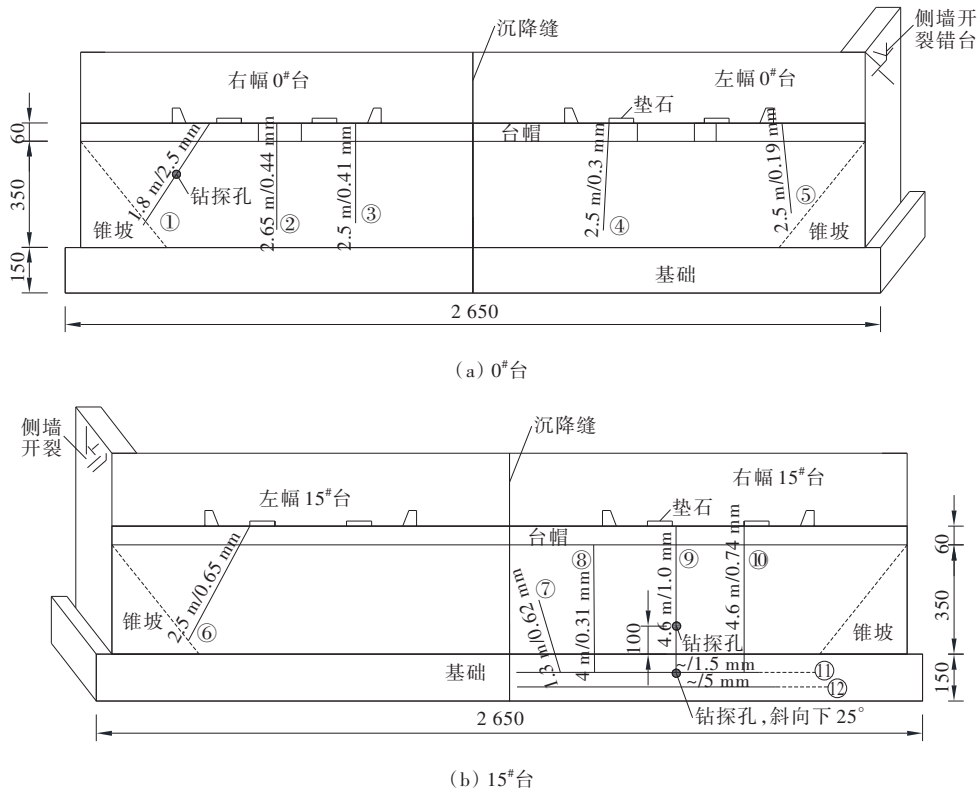 沉降缝
侧墙开
裂错台
右幅0#台
左幅0#台
垫石
台帽
60
350
150
1.8 m/2.5 mm
钻探孔
①
2.65 m/0.44 mm
②
2.5 m/0.41 mm
③
2.5 m/0.3 mm
④
2.5 m/0.19 mm
⑤
锥坡
锥坡
基础
2 650
(a) 0#台
侧墙
开裂
沉降缝
左幅15#台
右幅15#台
垫石
台帽
60
350
150
2.5 m/0.65 mm
⑥
1.3 m/0.62 mm
⑦
4 m/0.31 mm
⑧
4.6 m/1.0 mm
⑨
4.6 m/0.74 mm
⑩
100
钻探孔
锥坡
锥坡
基础
~/1.5 mm
⑪
~/5 mm
⑫
钻探孔,斜向下25°
2 650
(b) 15#台